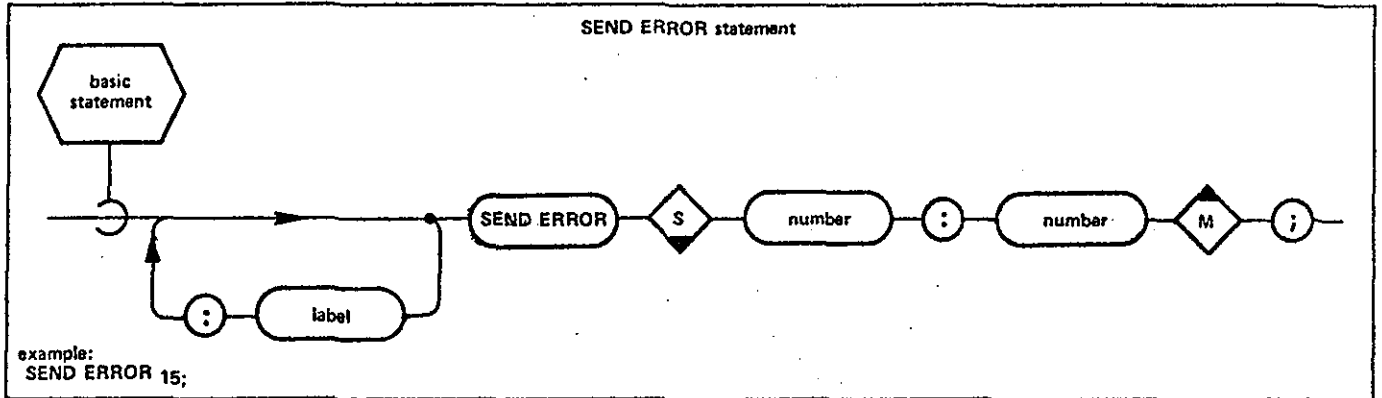 SEND ERROR statement
basic
statement
SEND ERROR S number : number M ;
: label
example:
SEND ERROR 15;